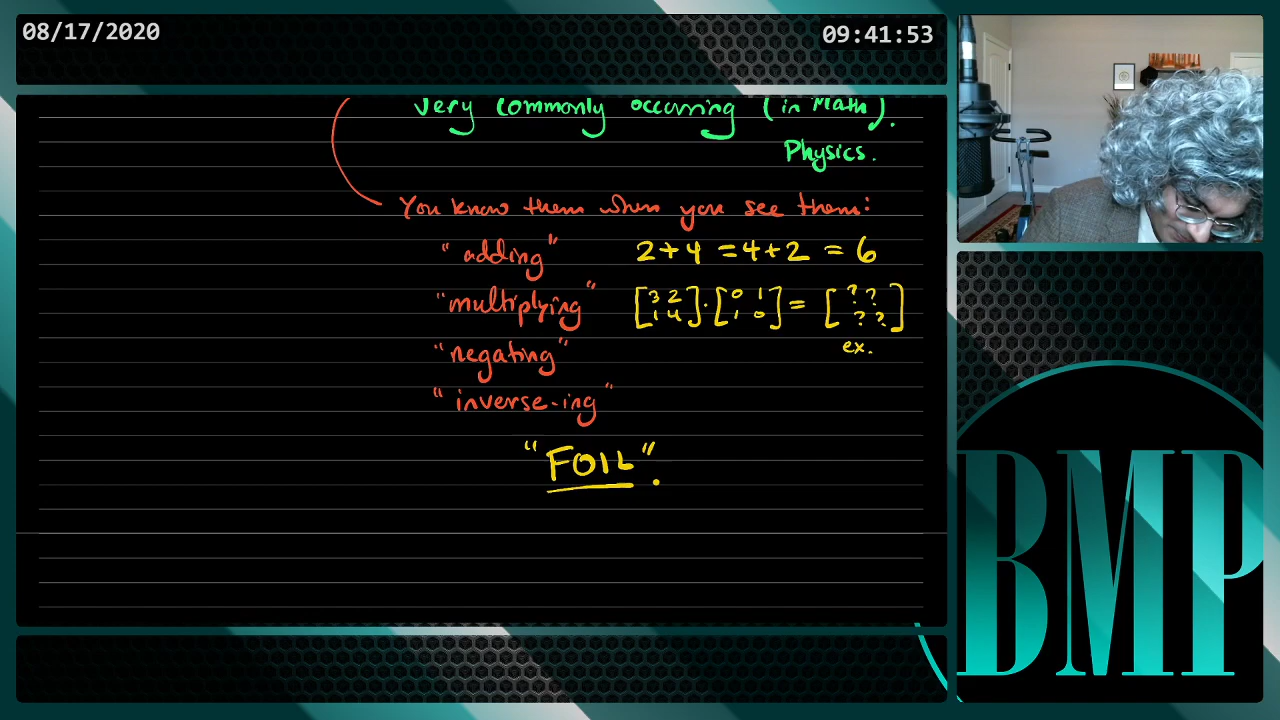 08/17/2020
09:41:53
Very commonly occurring (in Math).
Physics.
You know them when you see them:
"adding" 2+4 = 4+2 = 6
"multiplying" [3 2 1 4] · [0 1 1 0] = [? ? ? ?]
ex.
"negating"
"inverse-ing"
"FOIL".
BMP